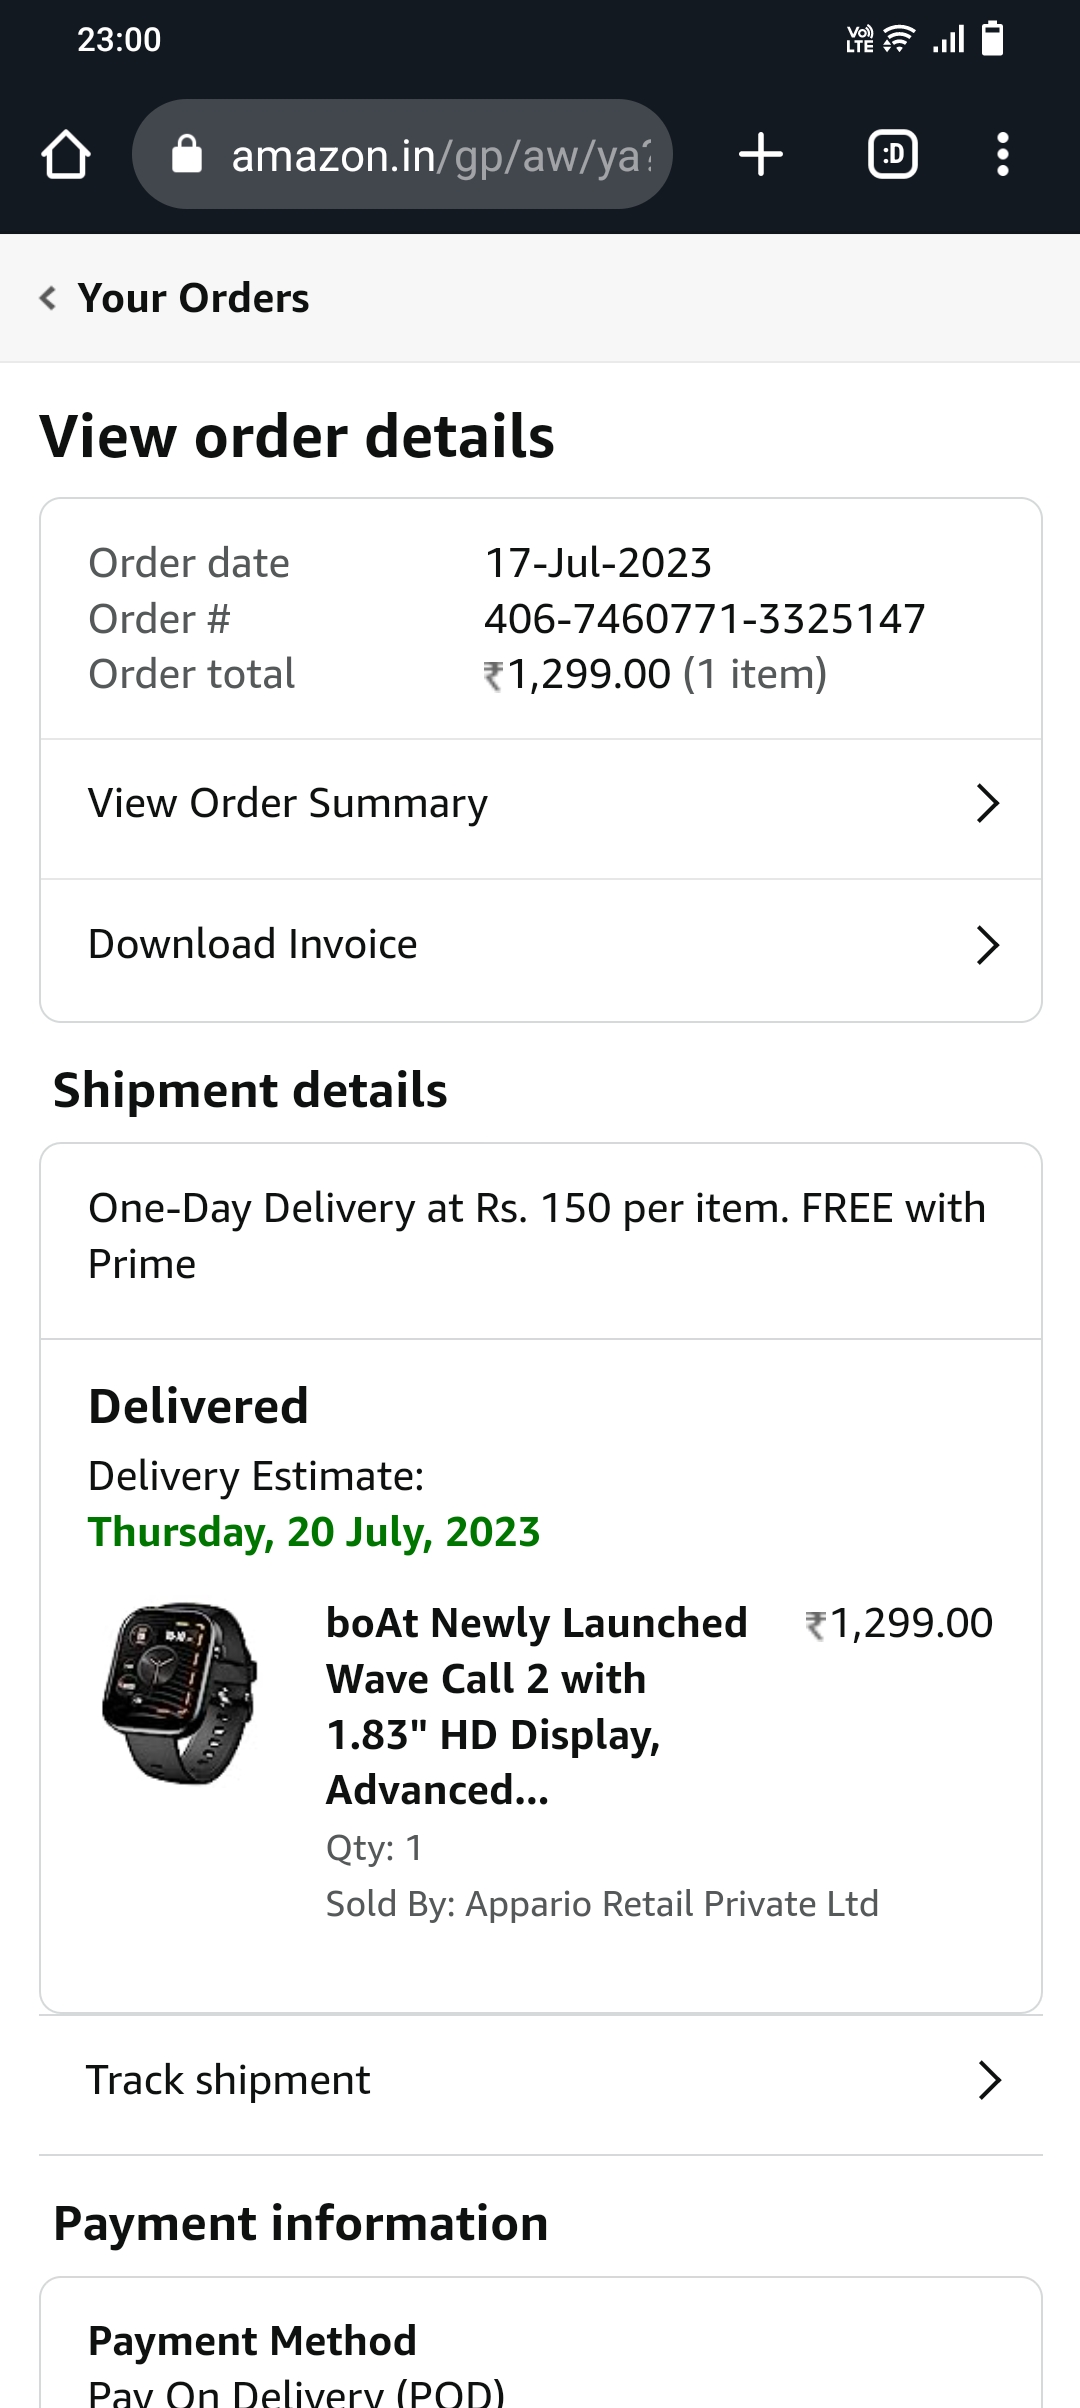 23:00
Vo)) LTE
amazon.in/gp/aw/ya?
:D
Your Orders
View order details
Order date 17-Jul-2023
Order # 406-7460771-3325147
Order total ₹1,299.00 (1 item)
View Order Summary
Download Invoice
Shipment details
One-Day Delivery at Rs. 150 per item. FREE with
Prime
Delivered
Delivery Estimate:
Thursday, 20 July, 2023
boAt Newly Launched ₹1,299.00
Wave Call 2 with
1.83" HD Display,
Advanced...
Qty: 1
Sold By: Appario Retail Private Ltd
Track shipment
Payment information
Payment Method
Pay On Delivery (POD)